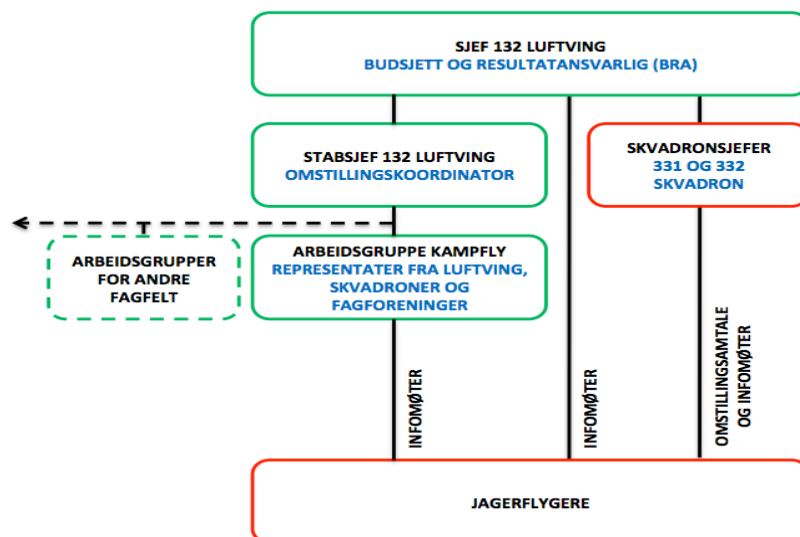 SJEF 132 LUFTVING
BUDSJETT OG RESULTATANSVARLIG (BRA)
STABSJEF 132 LUFTVING
OMSTILLINGSKOORDINATOR
SKVADRONSJEFER
331 OG 332
SKVADRON
ARBEIDSGRUPPER
FOR ANDRE
FAGFELT
ARBEIDSGRUPPE KAMPFLY
REPRESENTATER FRA LUFTVING,
SKVADRONER OG
FAGFORENINGER
INFOMØTER
INFOMØTER
OMSTILLINGSAMTALE
OG INFOMØTER
JAGERFLYGERE